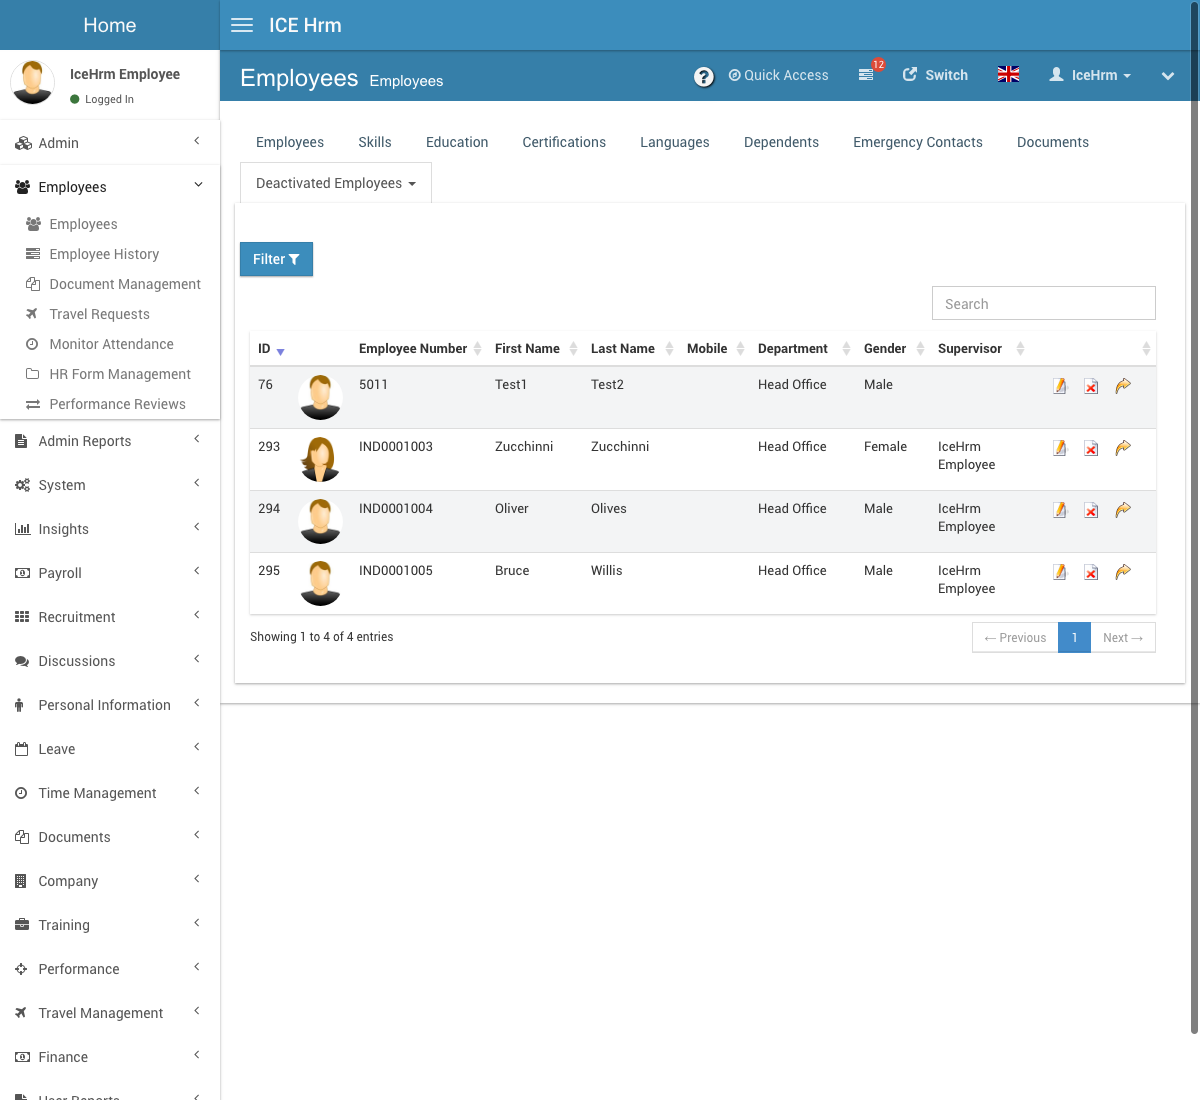 Home
ICE Hrm
IceHrm Employee
Logged In
Employees Employees
Quick Access
12
Switch
IceHrm
Admin
Employees
Employees
Employee History
Document Management
Travel Requests
Monitor Attendance
HR Form Management
Performance Reviews
Admin Reports
System
Insights
Payroll
Recruitment
Discussions
Personal Information
Leave
Time Management
Documents
Company
Training
Performance
Travel Management
Finance
User Reports
Employees Skills Education Certifications Languages Dependents Emergency Contacts Documents
Deactivated Employees
Filter
Search
ID Employee Number First Name Last Name Mobile Department Gender Supervisor
76 5011 Test1 Test2 Head Office Male
293 IND0001003 Zucchinni Zucchinni Head Office Female IceHrm
Employee
294 IND0001004 Oliver Olives Head Office Male IceHrm
Employee
295 IND0001005 Bruce Willis Head Office Male IceHrm
Employee
Showing 1 to 4 of 4 entries
← Previous 1 Next →